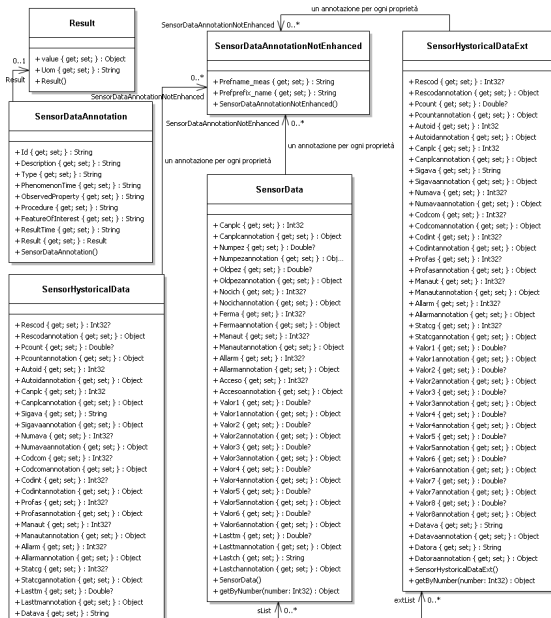 un annotazione per ogni proprietà
Result
+ value { get; set; } : Object
+ Uom { get; set; } : String
+ Result()
0..1
Result
SensorDataAnnotation
+ Id { get; set; } : String
+ Description { get; set; } : String
+ Type { get; set; } : String
+ PhenomenonTime { get; set; } : String
+ ObservedProperty { get; set; } : String
+ Procedure { get; set; } : String
+ FeatureOfInterest { get; set; } : String
+ ResultTime { get; set; } : String
+ Result { get; set; } : Result
+ SensorDataAnnotation()
SensorHystoricalData
+ Rescod { get; set; } : Int32?
+ Rescodannotation { get; set; } : Object
+ Pcount { get; set; } : Double?
+ Pcountannotation { get; set; } : Object
+ Autoid { get; set; } : Int32
+ Autoidannotation { get; set; } : Object
+ Canplc { get; set; } : Int32
+ Canplcannotation { get; set; } : Object
+ Sigava { get; set; } : String
+ Sigavaannotation { get; set; } : Object
+ Numava { get; set; } : Int32?
+ Numavaannotation { get; set; } : Object
+ Codcom { get; set; } : Int32?
+ Codcomannotation { get; set; } : Object
+ Codint { get; set; } : Int32?
+ Codintannotation { get; set; } : Object
+ Profas { get; set; } : Int32?
+ Profasannotation { get; set; } : Object
+ Manaut { get; set; } : Int32?
+ Manautannotation { get; set; } : Object
+ Allarm { get; set; } : Int32?
+ Allarmannotation { get; set; } : Object
+ Statcg { get; set; } : Int32?
+ Statcgannotation { get; set; } : Object
+ Lasttm { get; set; } : Double?
+ Lasttmannotation { get; set; } : Object
+ Datava { get; set; } : String
SensorDataAnnotationNotEnhanced 0..*
SensorDataAnnotationNotEnhanced
+ Prefname_meas { get; set; } : String
+ Prefprefix_name { get; set; } : String
+ SensorDataAnnotationNotEnhanced()
0..*
SensorDataAnnotationNotEnhanced
SensorDataAnnotationNotEnhanced 0..*
un annotazione per ogni proprietà
un annotazione per ogni proprietà
SensorData
+ Canplc { get; set; } : Int32
+ Canplcannotation { get; set; } : Object
+ Numpez { get; set; } : Double?
+ Numpezannotation { get; set; } : Obj...
+ Oldpez { get; set; } : Double?
+ Oldpezannotation { get; set; } : Object
+ Nocich { get; set; } : Int32?
+ Nocichannotation { get; set; } : Object
+ Ferma { get; set; } : Int32?
+ Fermaannotation { get; set; } : Object
+ Manaut { get; set; } : Int32?
+ Manautannotation { get; set; } : Object
+ Allarm { get; set; } : Int32?
+ Allarmannotation { get; set; } : Object
+ Acceso { get; set; } : Int32?
+ Accesoannotation { get; set; } : Object
+ Valor1 { get; set; } : Double?
+ Valor1annotation { get; set; } : Object
+ Valor2 { get; set; } : Double?
+ Valor2annotation { get; set; } : Object
+ Valor3 { get; set; } : Double?
+ Valor3annotation { get; set; } : Object
+ Valor4 { get; set; } : Double?
+ Valor4annotation { get; set; } : Object
+ Valor5 { get; set; } : Double?
+ Valor5annotation { get; set; } : Object
+ Valor6 { get; set; } : Double?
+ Valor6annotation { get; set; } : Object
+ Lasttm { get; set; } : Double?
+ Lasttmannotation { get; set; } : Object
+ Lastch { get; set; } : String
+ Lastchannotation { get; set; } : Object
+ SensorData()
+ getByNumber(number: Int32) : Object
sList 0..*
SensorHystoricalDataExt
+ Rescod { get; set; } : Int32?
+ Rescodannotation { get; set; } : Object
+ Pcount { get; set; } : Double?
+ Pcountannotation { get; set; } : Object
+ Autoid { get; set; } : Int32
+ Autoidannotation { get; set; } : Object
+ Canplc { get; set; } : Int32
+ Canplcannotation { get; set; } : Object
+ Sigava { get; set; } : String
+ Sigavaannotation { get; set; } : Object
+ Numava { get; set; } : Int32?
+ Numavaannotation { get; set; } : Object
+ Codcom { get; set; } : Int32?
+ Codcomannotation { get; set; } : Object
+ Codint { get; set; } : Int32?
+ Codintannotation { get; set; } : Object
+ Profas { get; set; } : Int32?
+ Profasannotation { get; set; } : Object
+ Manaut { get; set; } : Int32?
+ Manautannotation { get; set; } : Object
+ Allarm { get; set; } : Int32?
+ Allarmannotation { get; set; } : Object
+ Statcg { get; set; } : Int32?
+ Statcgannotation { get; set; } : Object
+ Valor1 { get; set; } : Double?
+ Valor1annotation { get; set; } : Object
+ Valor2 { get; set; } : Double?
+ Valor2annotation { get; set; } : Object
+ Valor3 { get; set; } : Double?
+ Valor3annotation { get; set; } : Object
+ Valor4 { get; set; } : Double?
+ Valor4annotation { get; set; } : Object
+ Valor5 { get; set; } : Double?
+ Valor5annotation { get; set; } : Object
+ Valor6 { get; set; } : Double?
+ Valor6annotation { get; set; } : Object
+ Valor7 { get; set; } : Double?
+ Valor7annotation { get; set; } : Object
+ Valor8 { get; set; } : Double?
+ Valor8annotation { get; set; } : Object
+ Datava { get; set; } : String
+ Datavaannotation { get; set; } : Object
+ Datora { get; set; } : String
+ Datoraannotation { get; set; } : Object
+ SensorHystoricalDataExt()
+ getByNumber(number: Int32) : Object
extList 0..*